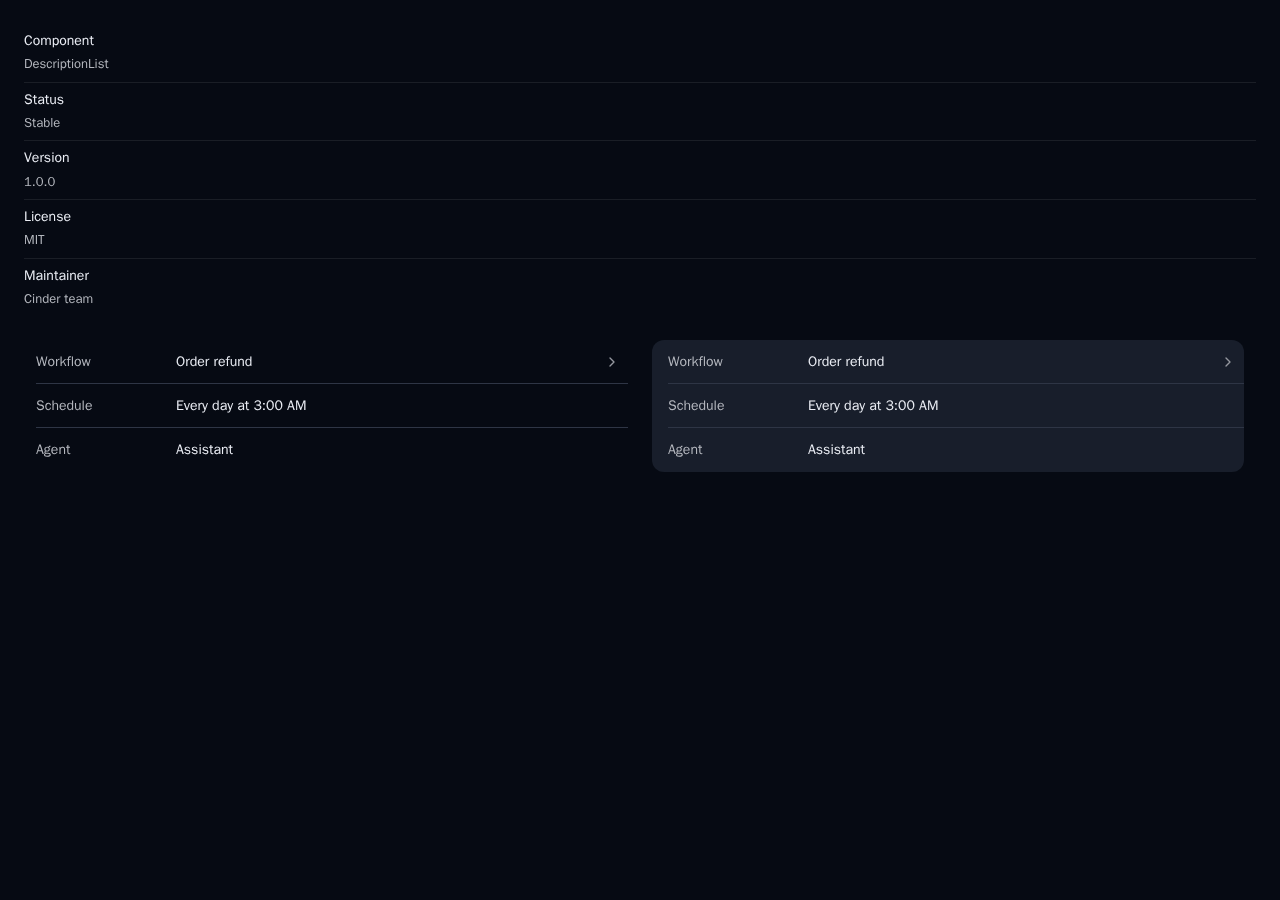 Component
DescriptionList
Status
Stable
Version
1.0.0
License
MIT
Maintainer
Cinder team
Workflow Order refund
Schedule Every day at 3:00 AM
Agent Assistant
Workflow Order refund
Schedule Every day at 3:00 AM
Agent Assistant